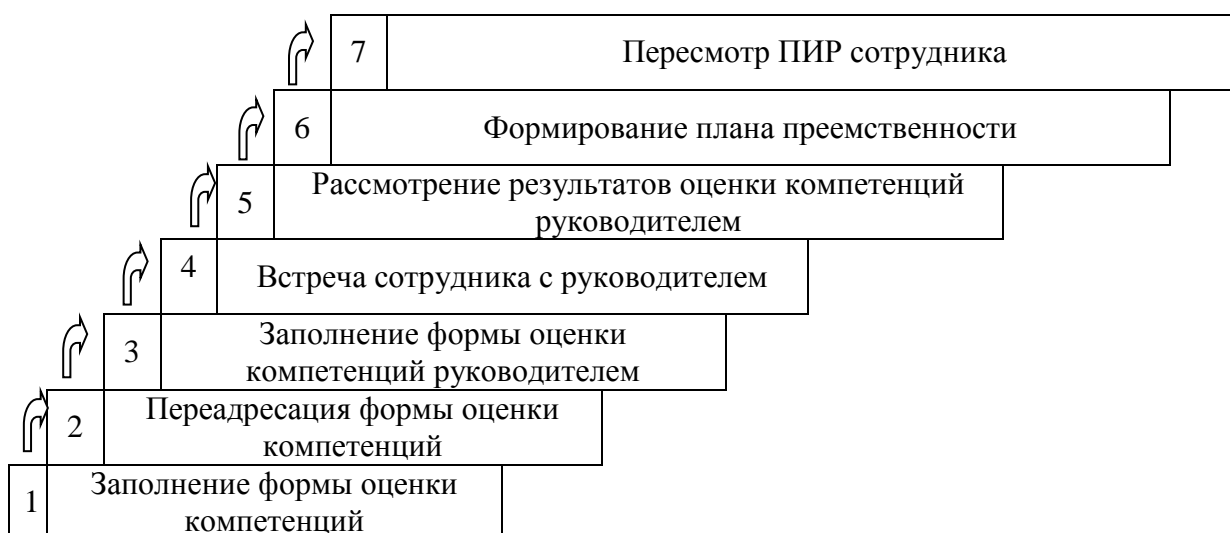 7 Пересмотр ПИР сотрудника
6 Формирование плана преемственности
5 Рассмотрение результатов оценки компетенций
руководителем
4 Встреча сотрудника с руководителем
3 Заполнение формы оценки
компетенций руководителем
2 Переадресация формы оценки
компетенций
1 Заполнение формы оценки
компетенций